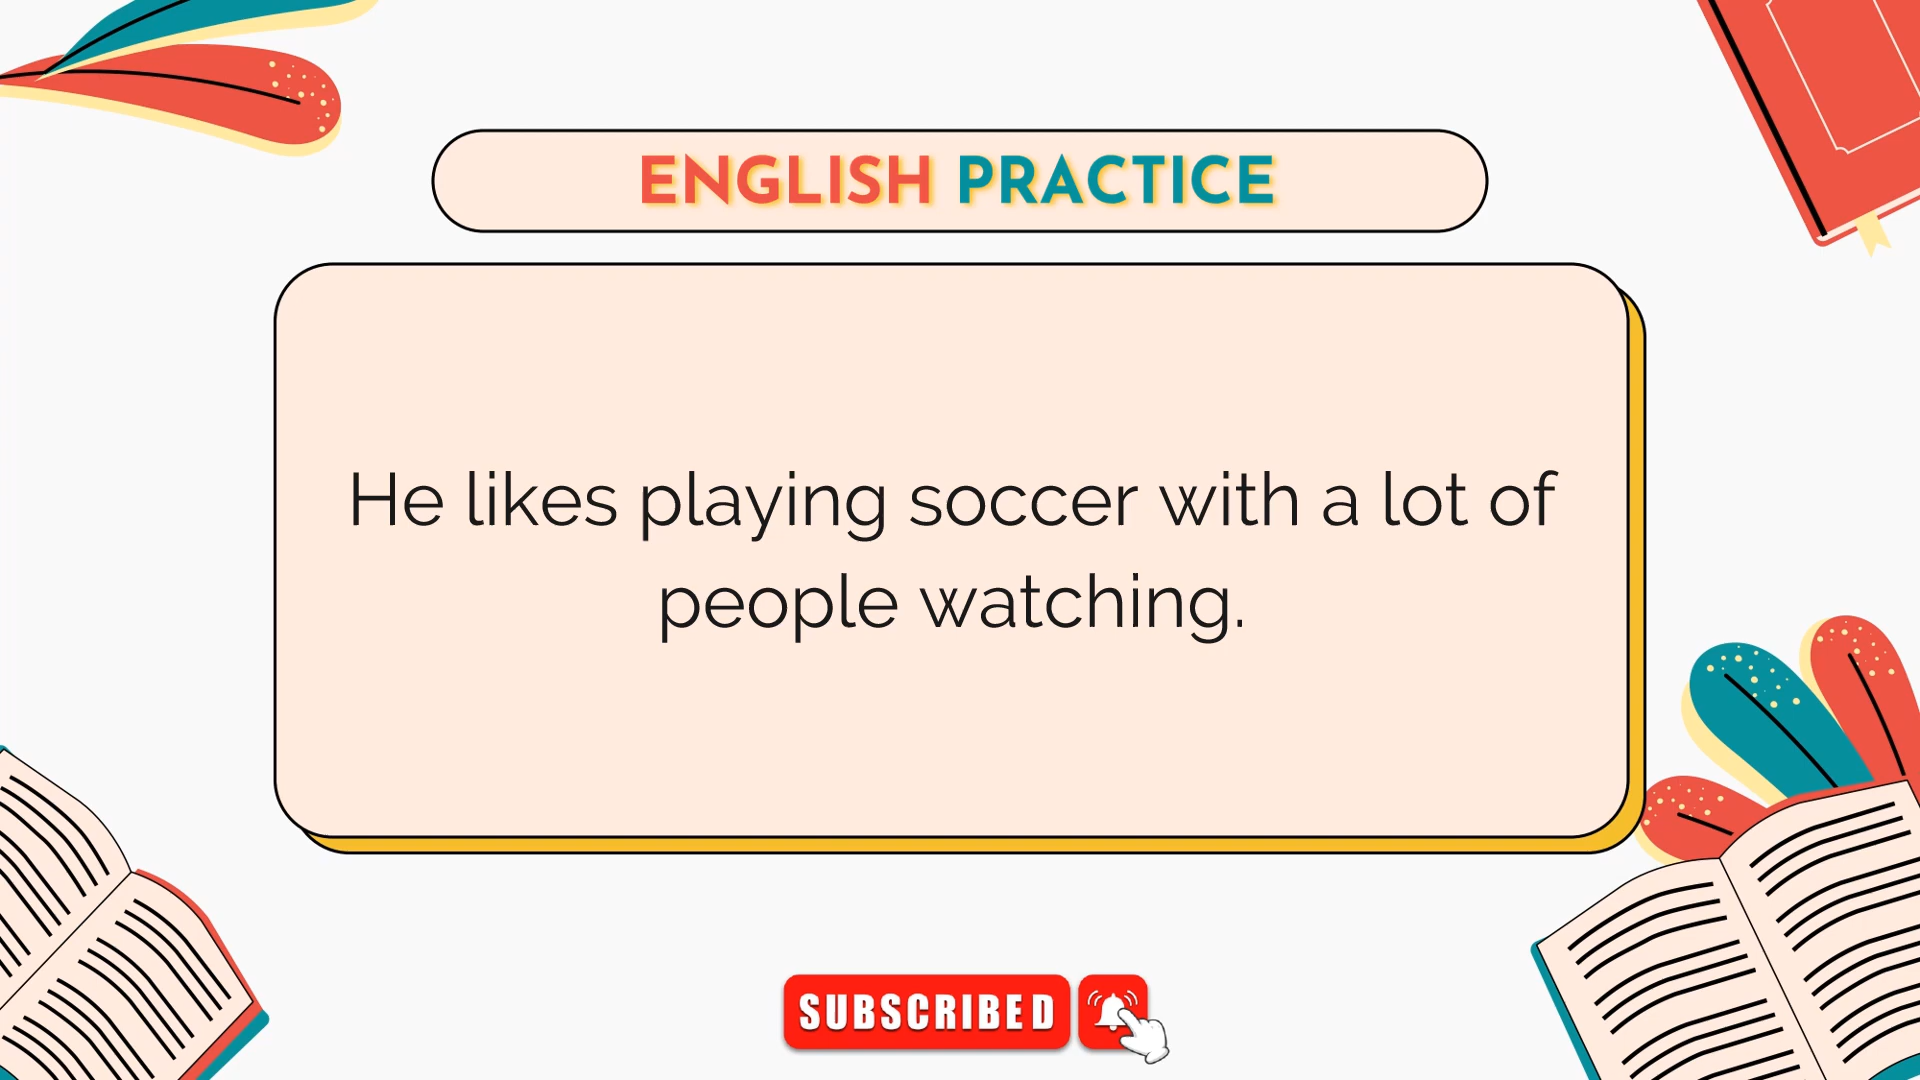 ENGLISH PRACTICE
He likes playing soccer with a lot of
people watching.
SUBSCRIBED